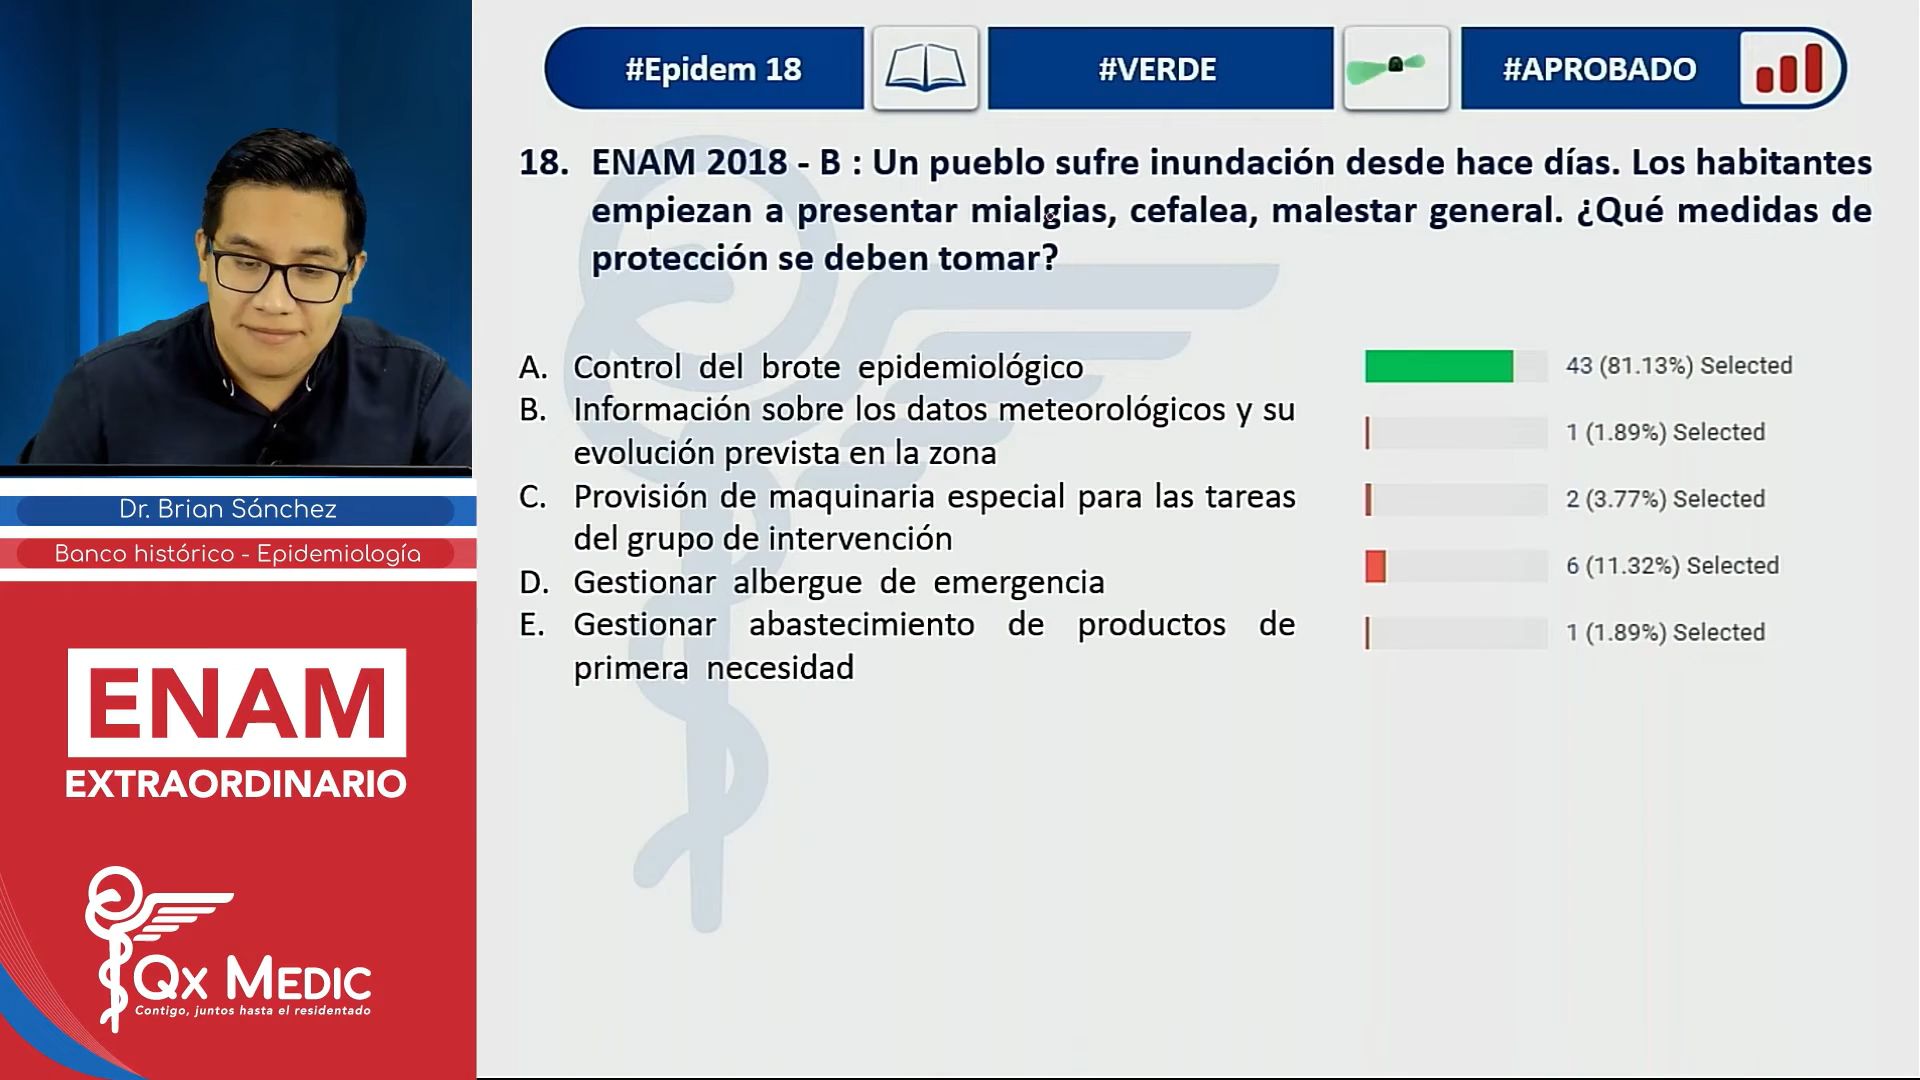 #Epidem 18
#VERDE
#APROBADO
18. ENAM 2018 - B : Un pueblo sufre inundación desde hace días. Los habitantes
empiezan a presentar mialgias, cefalea, malestar general. ¿Qué medidas de
protección se deben tomar?
A. Control del brote epidemiológico
43 (81.13%) Selected
B. Información sobre los datos meteorológicos y su
evolución prevista en la zona
1 (1.89%) Selected
C. Provisión de maquinaria especial para las tareas
del grupo de intervención
2 (3.77%) Selected
D. Gestionar albergue de emergencia
6 (11.32%) Selected
E. Gestionar abastecimiento de productos de
primera necesidad
1 (1.89%) Selected
Dr. Brian Sánchez
Banco histórico - Epidemiología
ENAM
EXTRAORDINARIO
QX MEDIC
Contigo, juntos hasta el residentado